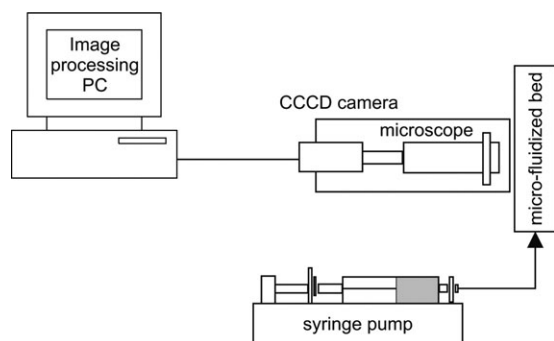 Image
processing
PC
CCCD camera
microscope
micro-fluidized bed
syringe pump